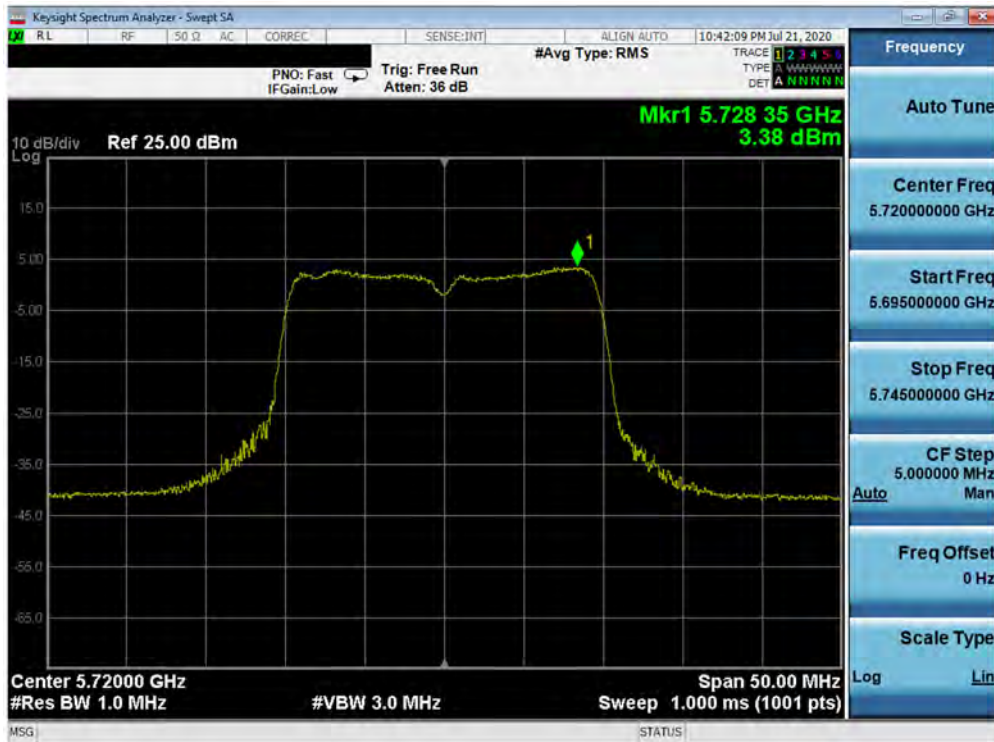 Keysight Spectrum Analyzer - Swept SA
LXI RL RF 50 Ω AC CORREC SENSE:INT ALIGN AUTO 10:42:09 PM Jul 21, 2020
PNO: Fast
IFGain:Low
Trig: Free Run
Atten: 36 dB
#Avg Type: RMS
TRACE 1 2 3 4 5 6
TYPE A WWWWW
DET A N N N N N
Mkr1 5.728 35 GHz
3.38 dBm
10 dB/div
Log
Ref 25.00 dBm
1
15.0
5.00
-5.00
-15.0
-25.0
-35.0
-45.0
-55.0
-65.0
Center 5.72000 GHz
Span 50.00 MHz
#Res BW 1.0 MHz
#VBW 3.0 MHz
Sweep 1.000 ms (1001 pts)
MSG
STATUS
Frequency
Auto Tune
Center Freq
5.720000000 GHz
Start Freq
5.695000000 GHz
Stop Freq
5.745000000 GHz
CF Step
5.000000 MHz
Auto Man
Freq Offset
0 Hz
Scale Type
Log Lin